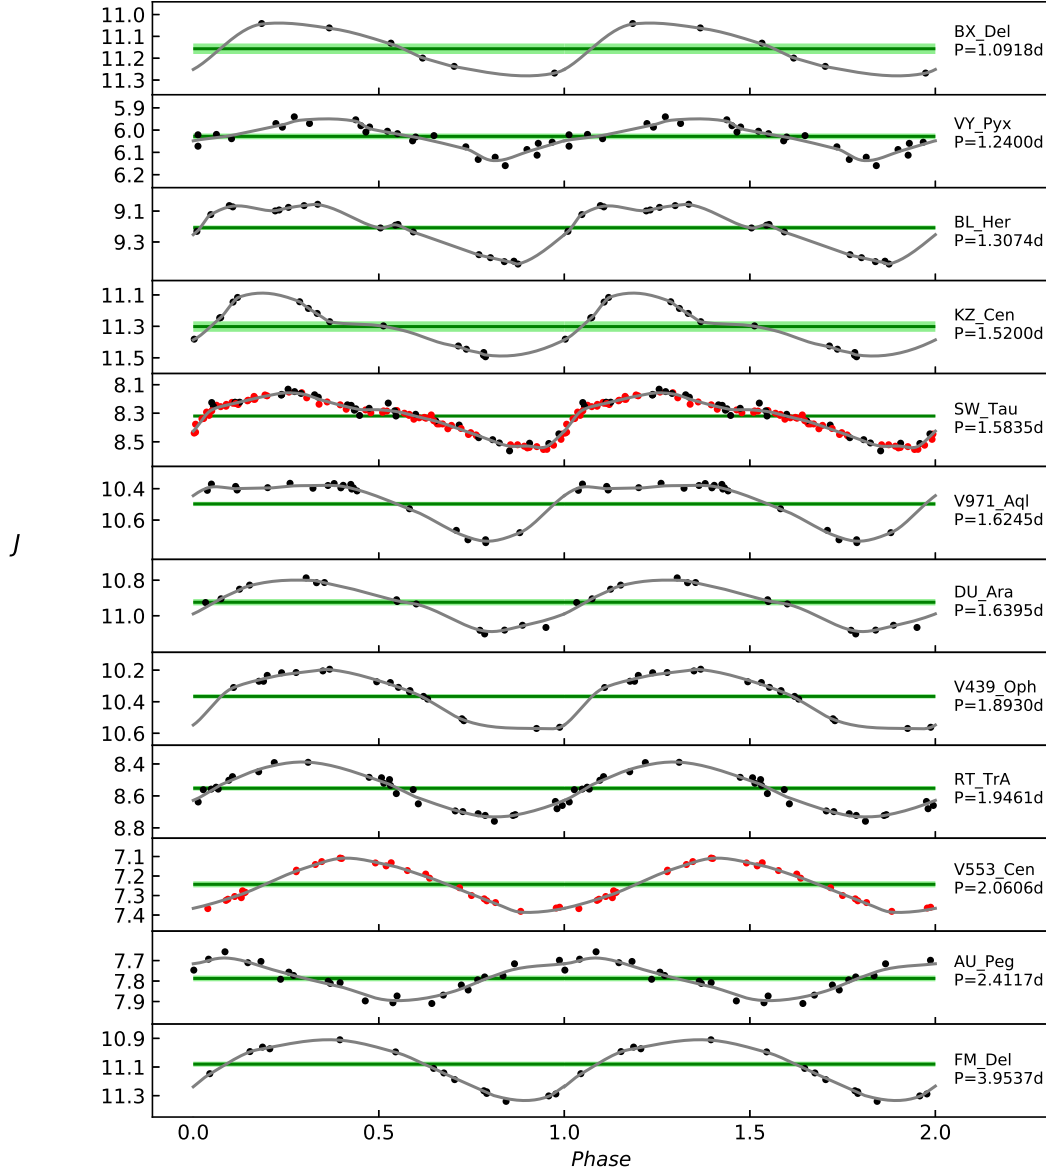 11.0
11.1
11.2
11.3
BX_Del
P=1.0918d
5.9
6.0
6.1
6.2
VY_Pyx
P=1.2400d
9.1
9.3
BL_Her
P=1.3074d
11.1
11.3
11.5
KZ_Cen
P=1.5200d
8.1
8.3
8.5
SW_Tau
P=1.5835d
10.4
10.6
V971_Aql
P=1.6245d
J
10.8
11.0
DU_Ara
P=1.6395d
10.2
10.4
10.6
V439_Oph
P=1.8930d
8.4
8.6
8.8
RT_TrA
P=1.9461d
7.1
7.2
7.3
7.4
V553_Cen
P=2.0606d
7.7
7.8
7.9
AU_Peg
P=2.4117d
10.9
11.1
11.3
FM_Del
P=3.9537d
0.0 0.5 1.0 1.5 2.0
Phase